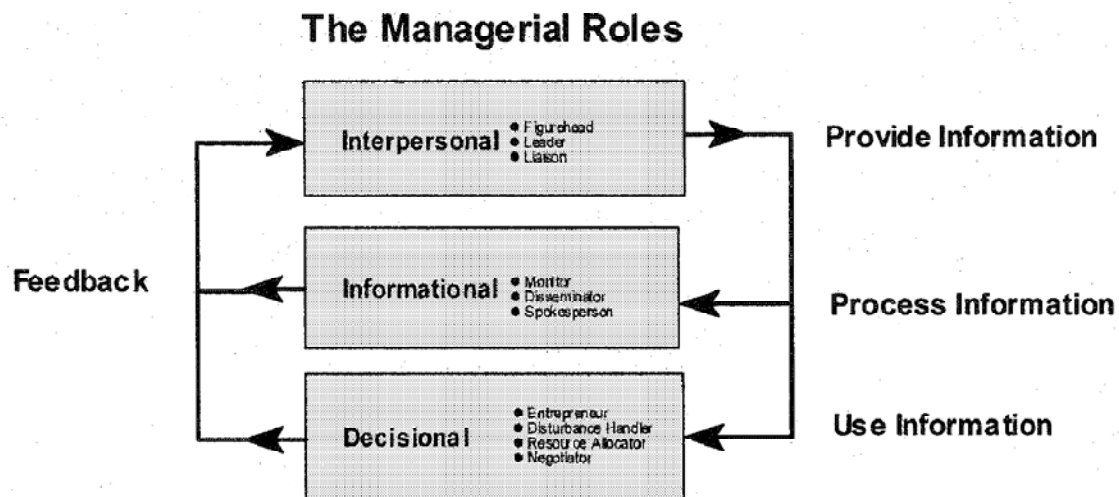 The Managerial Roles
Interpersonal
● Figurehead
● Leader
● Liaison
Provide Information
Feedback
Informational
● Monitor
● Disseminator
● Spokesperson
Process Information
Decisional
● Entrepreneur
● Disturbance Handler
● Resource Allocator
● Negotiator
Use Information